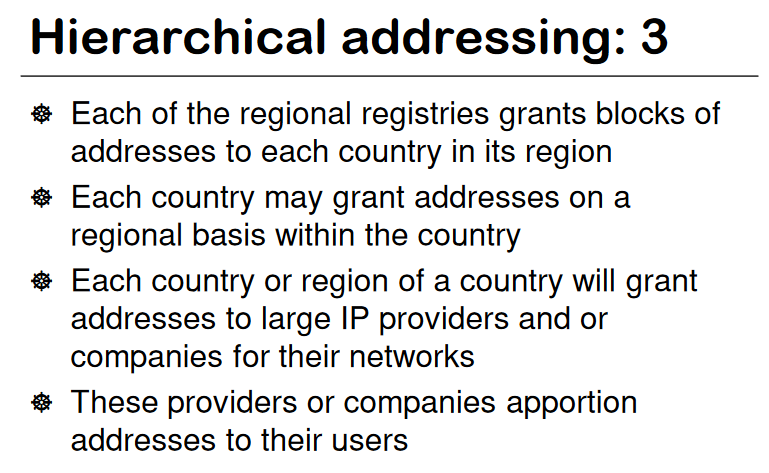 Hierarchical addressing: 3
Each of the regional registries grants blocks of
addresses to each country in its region
Each country may grant addresses on a
regional basis within the country
Each country or region of a country will grant
addresses to large IP providers and or
companies for their networks
These providers or companies apportion
addresses to their users